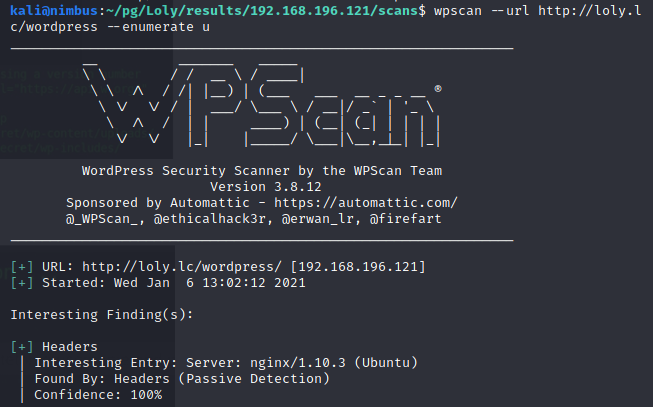 kali@nimbus:~/pg/Loly/results/192.168.196.121/scans$ wpscan --url http://loly.l
c/wordpress --enumerate u
WPScan ®
WordPress Security Scanner by the WPScan Team
Version 3.8.12
Sponsored by Automattic - https://automattic.com/
@_WPScan_, @ethicalhack3r, @erwan_lr, @firefart
[+] URL: http://loly.lc/wordpress/ [192.168.196.121]
[+] Started: Wed Jan  6 13:02:12 2021
Interesting Finding(s):
[+] Headers
| Interesting Entry: Server: nginx/1.10.3 (Ubuntu)
| Found By: Headers (Passive Detection)
| Confidence: 100%